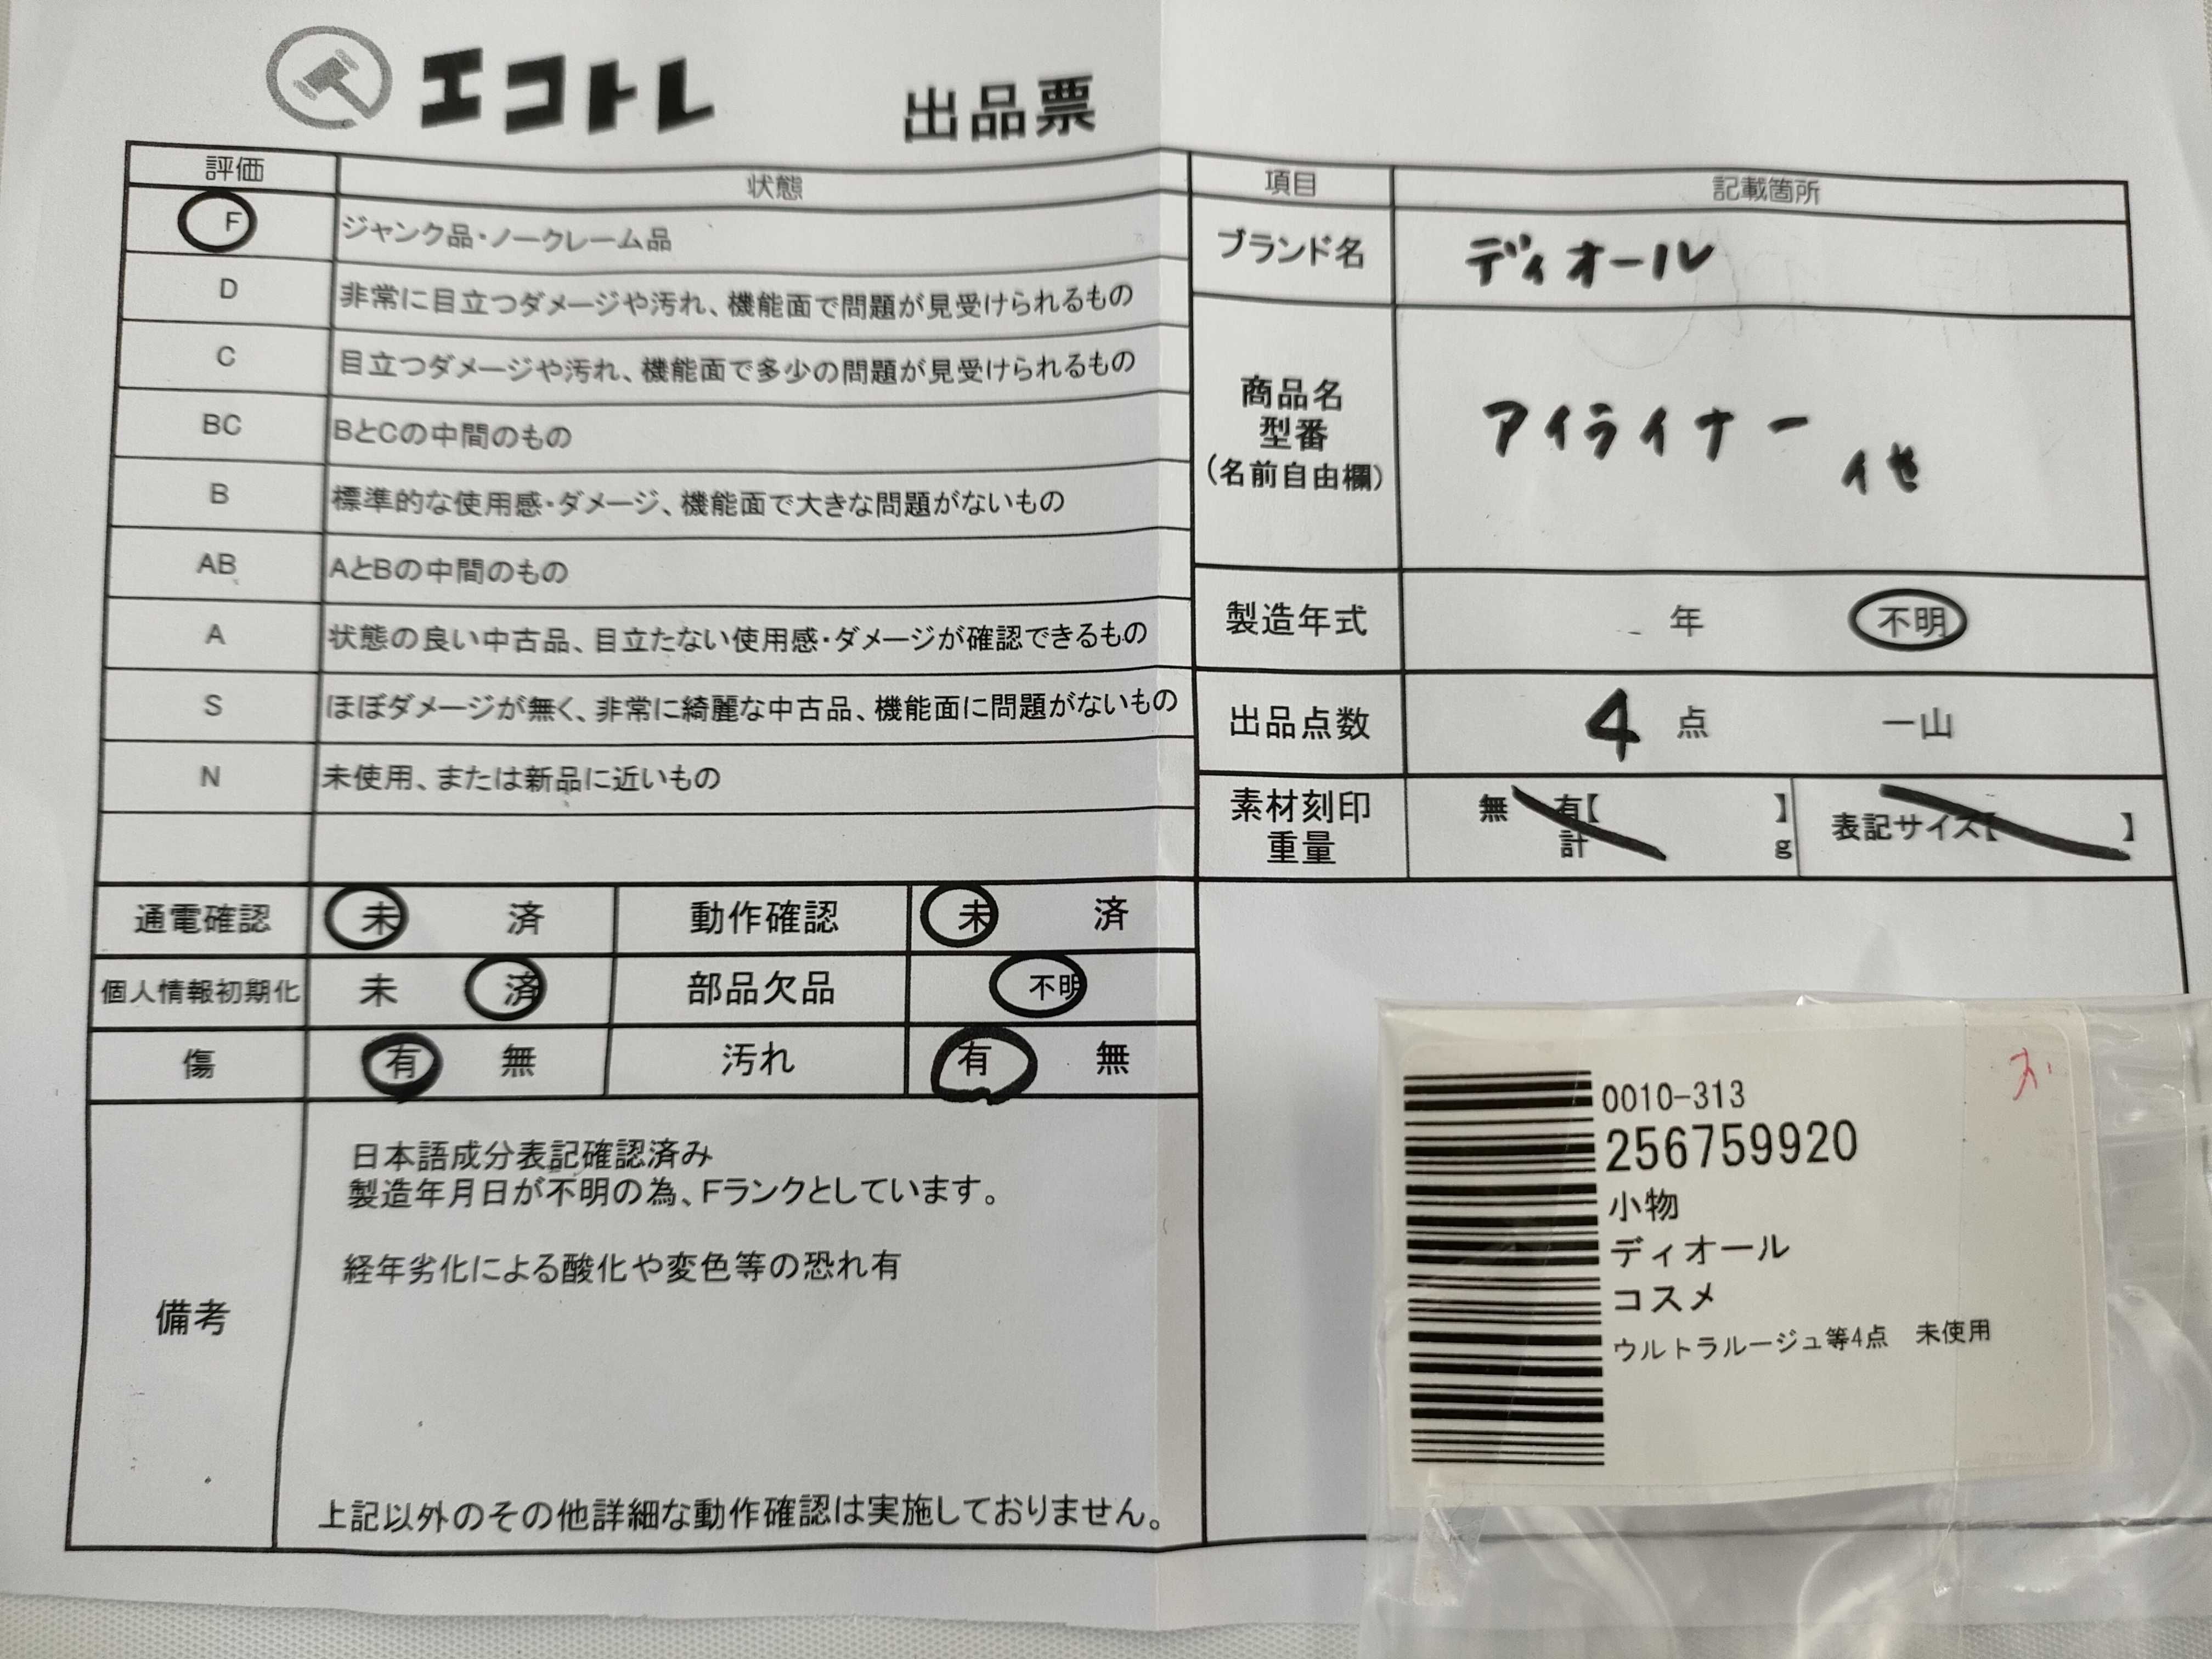 エコトレ 出品票
評価 状態
F ジャンク品・ノークレーム品
D 非常に目立つダメージや汚れ、機能面で問題が見受けられるもの
C 目立つダメージや汚れ、機能面で多少の問題が見受けられるもの
BC BとCの中間のもの
B 標準的な使用感・ダメージ、機能面で大きな問題がないもの
AB AとBの中間のもの
A 状態の良い中古品、目立たない使用感・ダメージが確認できるもの
S ほぼダメージが無く、非常に綺麗な中古品、機能面に問題がないもの
N 未使用、または新品に近いもの
項目 記載箇所
ブランド名 ディオール
商品名
型番
(名前自由欄)
アイライナー 他
製造年式 年 不明
出品点数 4 点 一山
素材刻印
重量
無 有【 】
計 g
表記サイズ【 】
通電確認 未 済 動作確認 未 済
個人情報初期化 未 済 部品欠品 不明
傷 有 無 汚れ 有 無
備考
日本語成分表記確認済み
製造年月日が不明の為、Fランクとしています。
経年劣化による酸化や変色等の恐れ有
上記以外のその他詳細な動作確認は実施しておりません。
0010-313
256759920
小物
ディオール
コスメ
ウルトラルージュ等4点 未使用